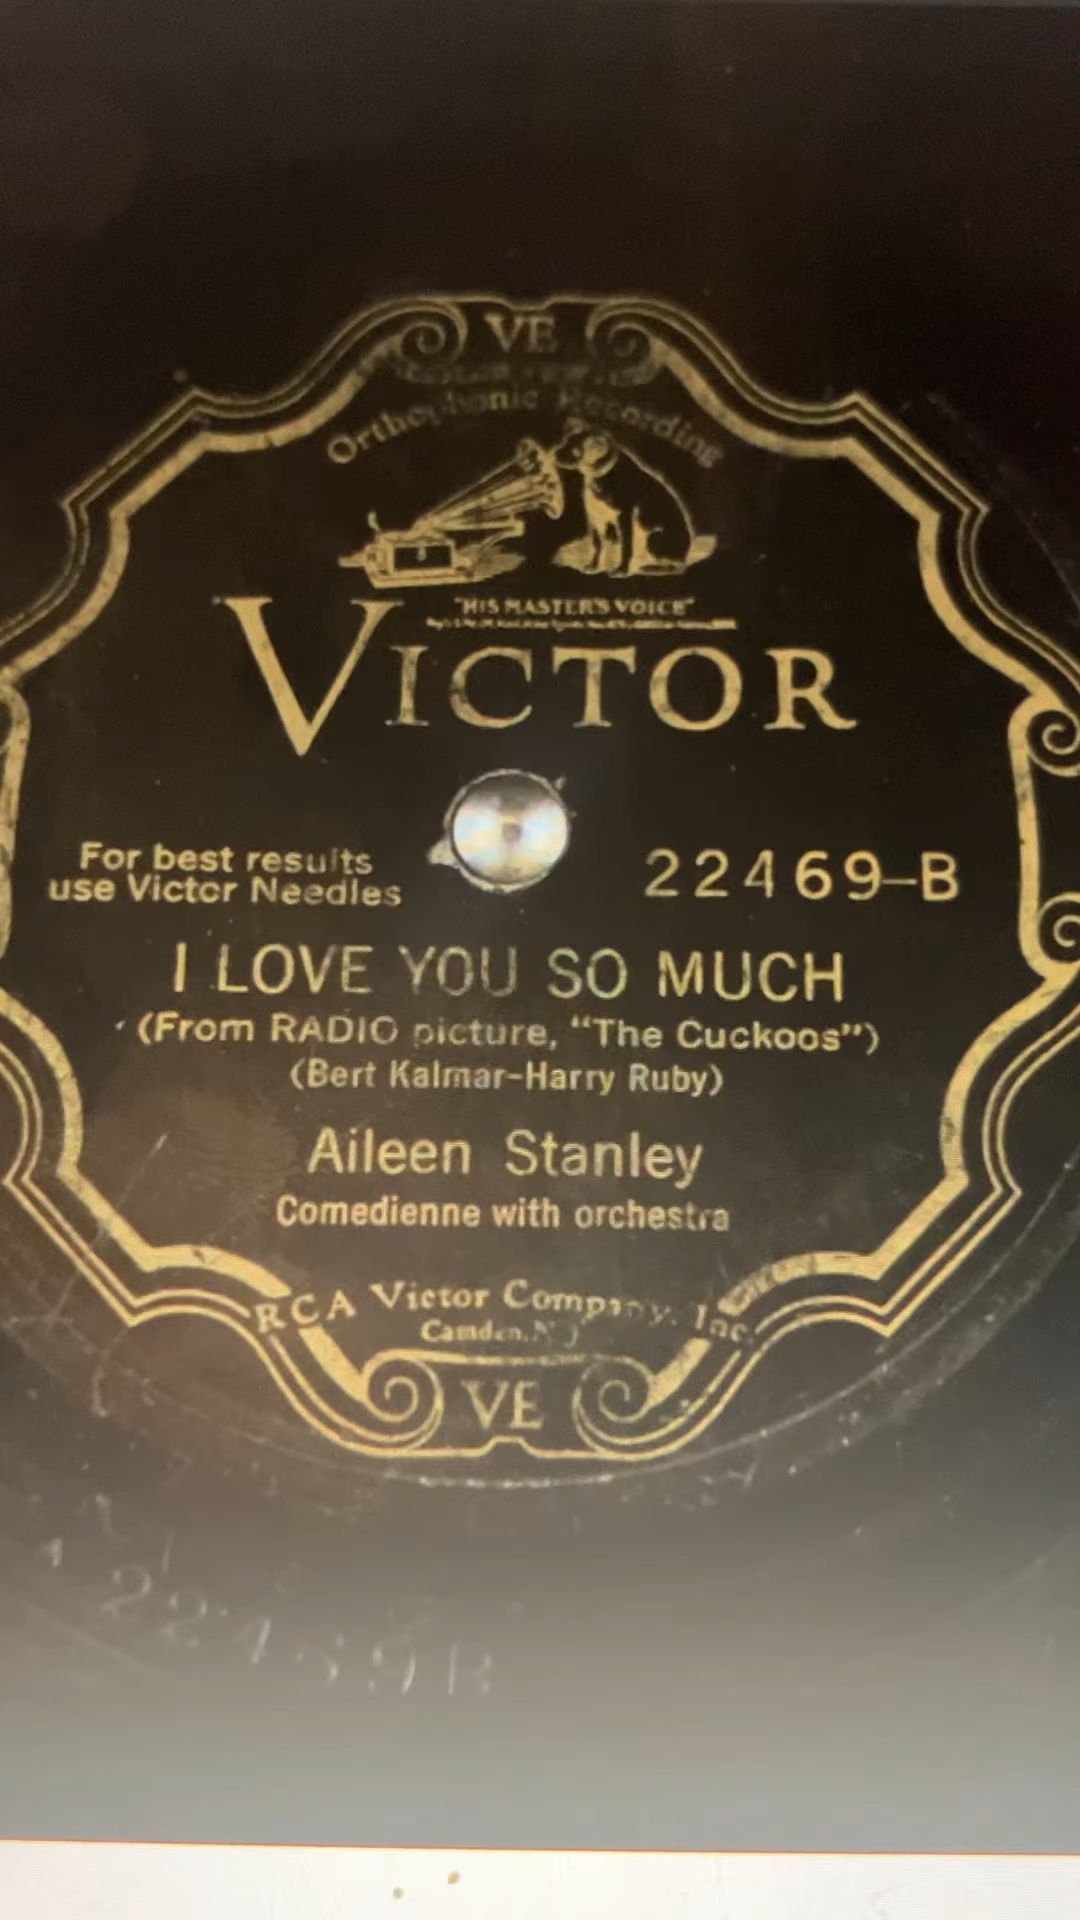 VE
Orthophonic Recording
"HIS MASTER'S VOICE"
VICTOR
For best results
use Victor Needles
22469-B
I LOVE YOU SO MUCH
(From RADIO picture, "The Cuckoos")
(Bert Kalmar-Harry Ruby)
Aileen Stanley
Comedienne with orchestra
RCA Victor Company, Inc.
Camden, N.J.
VE
22469B